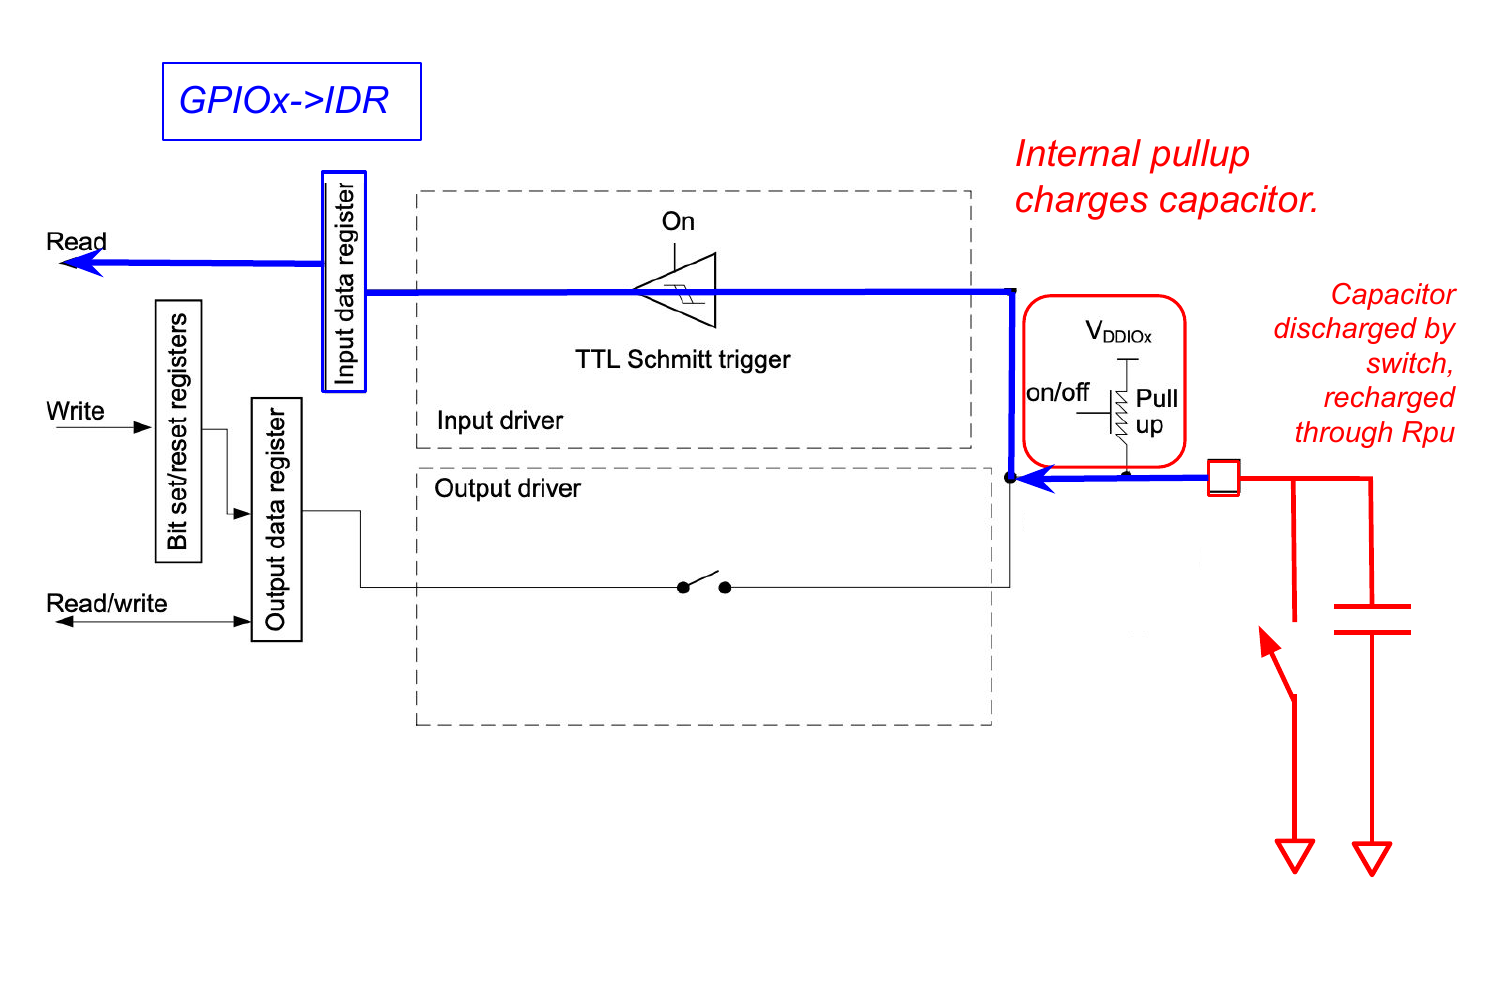 GPIOx->IDR
Internal pullup
charges capacitor.
On
Read
Input data register
Capacitor
discharged by
switch,
recharged
through Rpu
VDDIOx
on/off
Pull
up
TTL Schmitt trigger
Bit set/reset registers
Write
Output data register
Input driver
Output driver
Read/write